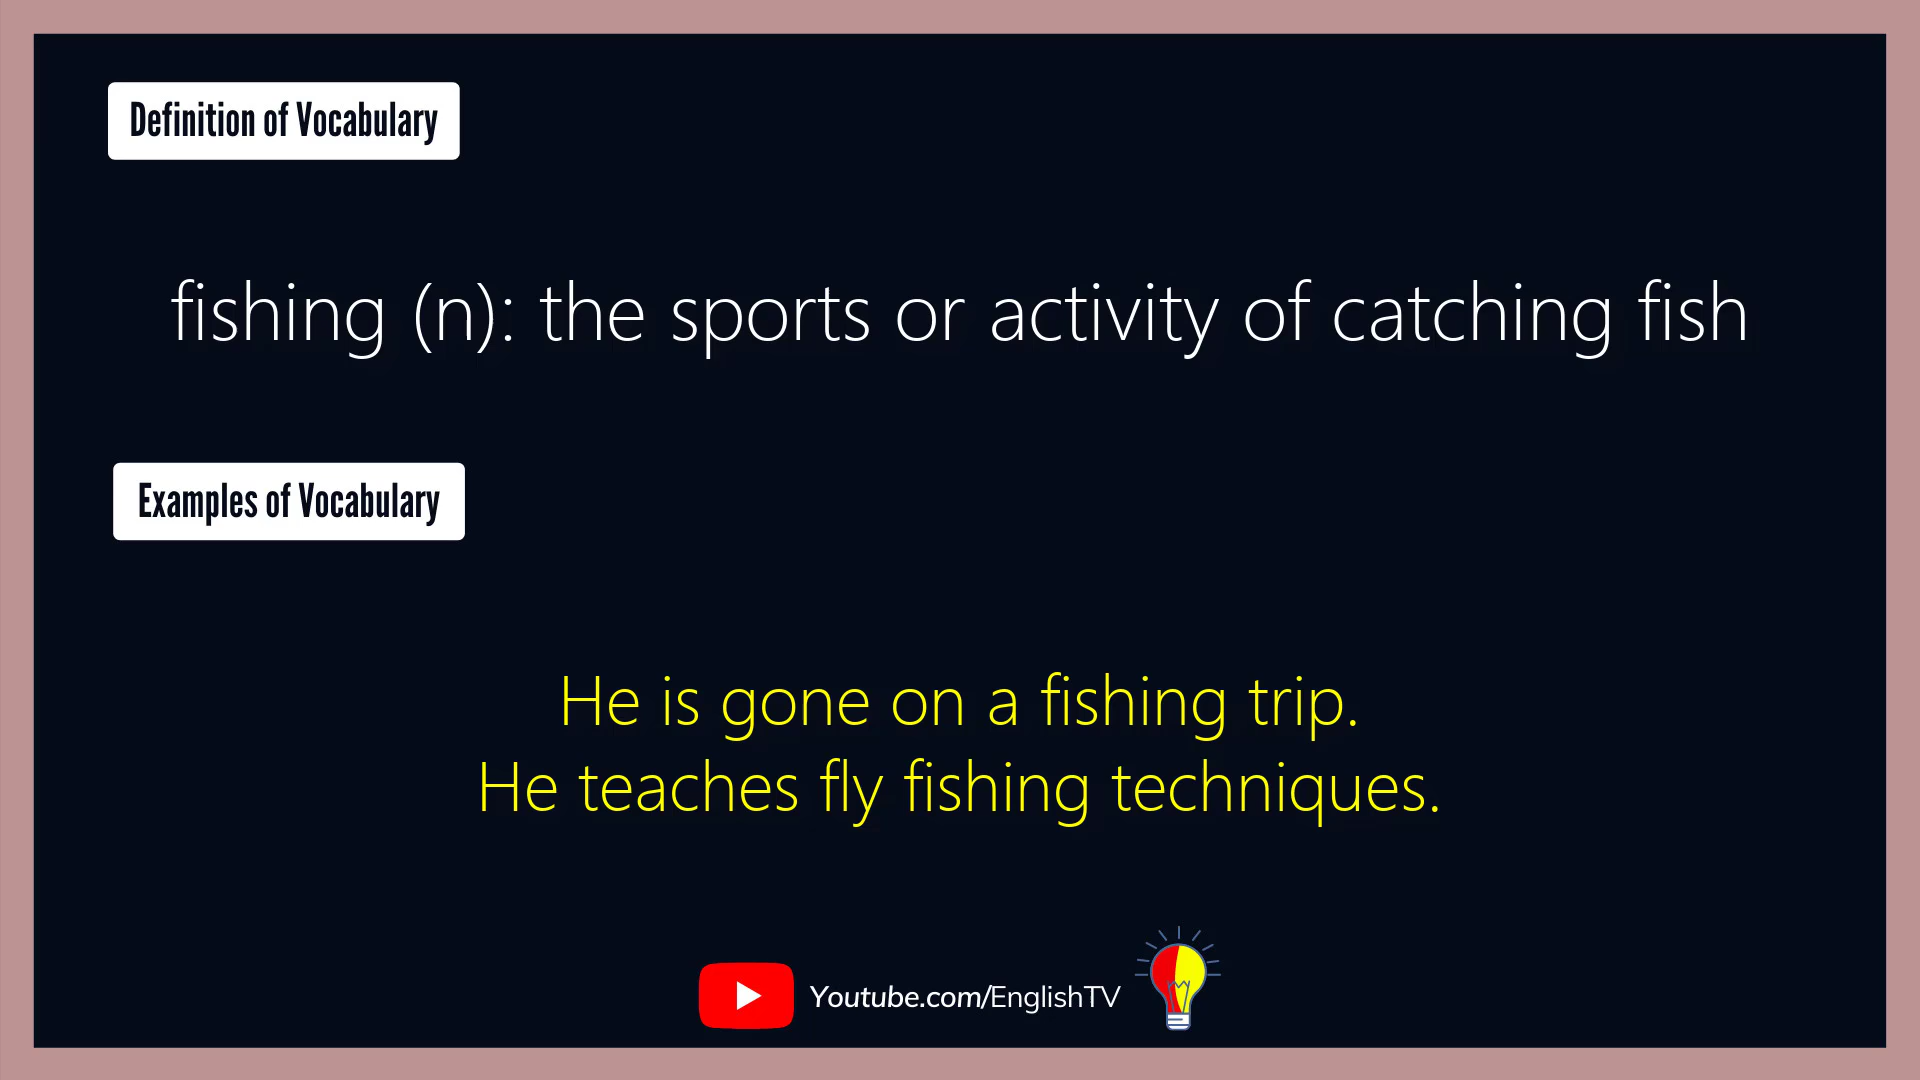 Definition of Vocabulary
fishing (n): the sports or activity of catching fish
Examples of Vocabulary
He is gone on a fishing trip.
He teaches fly fishing techniques.
Youtube.com/EnglishTV